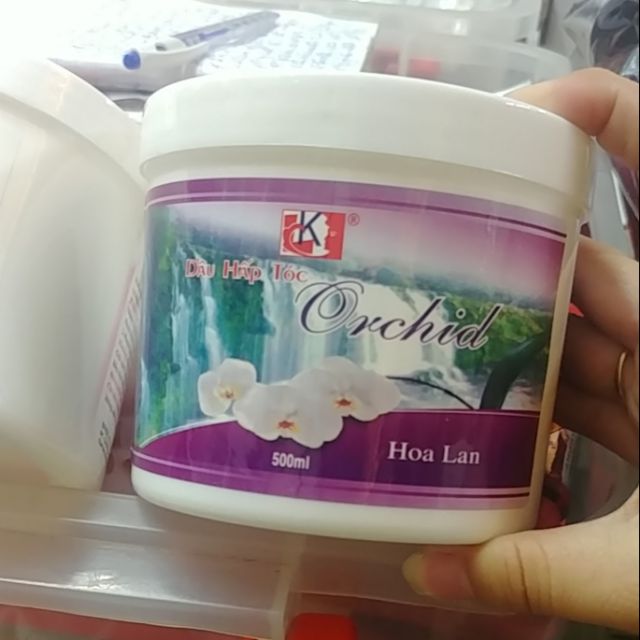 K ®
Dầu Hấp Tóc
Orchid
Hoa Lan
500ml